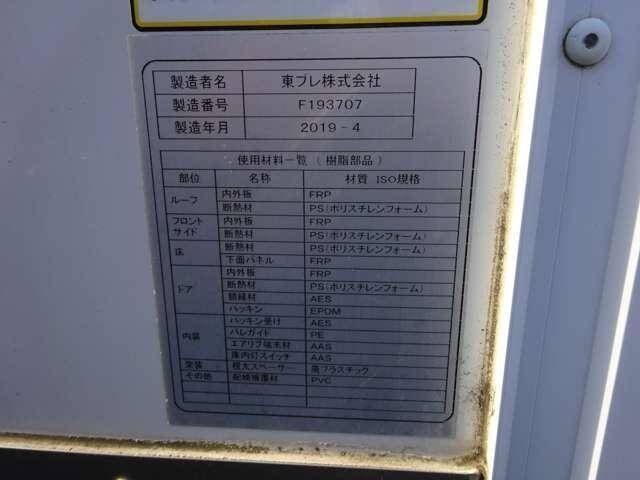 製造者名 東プレ株式会社
製造番号 F193707
製造年月 2019-4
使用材料一覧(樹脂部品)
部位 名称 材質 ISO規格
ルーフ 内外板 FRP
断熱材 PS(ポリスチレンフォーム)
フロント 内外板 FRP
サイド 断熱材 PS(ポリスチレンフォーム)
床 断熱材 PS(ポリスチレンフォーム)
下面パネル FRP
ドア 内外板 FRP
断熱材 PS(ポリスチレンフォーム)
額縁材 AES
パッキン EPDM
内装 パッキン受け AES
バレガイド PE
エアリブ端末材 AAS
庫内灯スイッチ AAS
架装 根太スペーサー 廃プラスチック
その他 配線被覆材 PVC